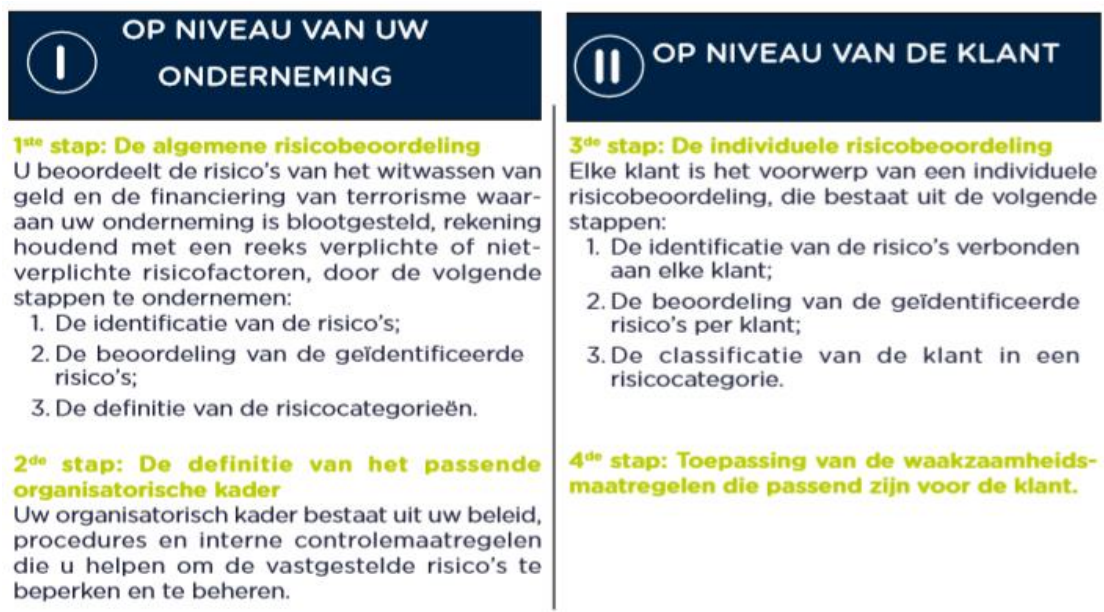 I
OP NIVEAU VAN UW
ONDERNEMING
1ste stap: De algemene risicobeoordeling
U beoordeelt de risico's van het witwassen van
geld en de financiering van terrorisme waar-
aan uw onderneming is blootgesteld, rekening
houdend met een reeks verplichte of niet-
verplichte risicofactoren, door de volgende
stappen te ondernemen:
1. De identificatie van de risico's;
2. De beoordeling van de geïdentificeerde
risico's;
3. De definitie van de risicocategorieën.
2de stap: De definitie van het passende
organisatorische kader
Uw organisatorisch kader bestaat uit uw beleid,
procedures en interne controlemaatregelen
die u helpen om de vastgestelde risico's te
beperken en te beheren.
II
OP NIVEAU VAN DE KLANT
3de stap: De individuele risicobeoordeling
Elke klant is het voorwerp van een individuele
risicobeoordeling, die bestaat uit de volgende
stappen:
1. De identificatie van de risico's verbonden
aan elke klant;
2. De beoordeling van de geïdentificeerde
risico's per klant;
3. De classificatie van de klant in een
risicocategorie.
4de stap: Toepassing van de waakzaamheids-
maatregelen die passend zijn voor de klant.